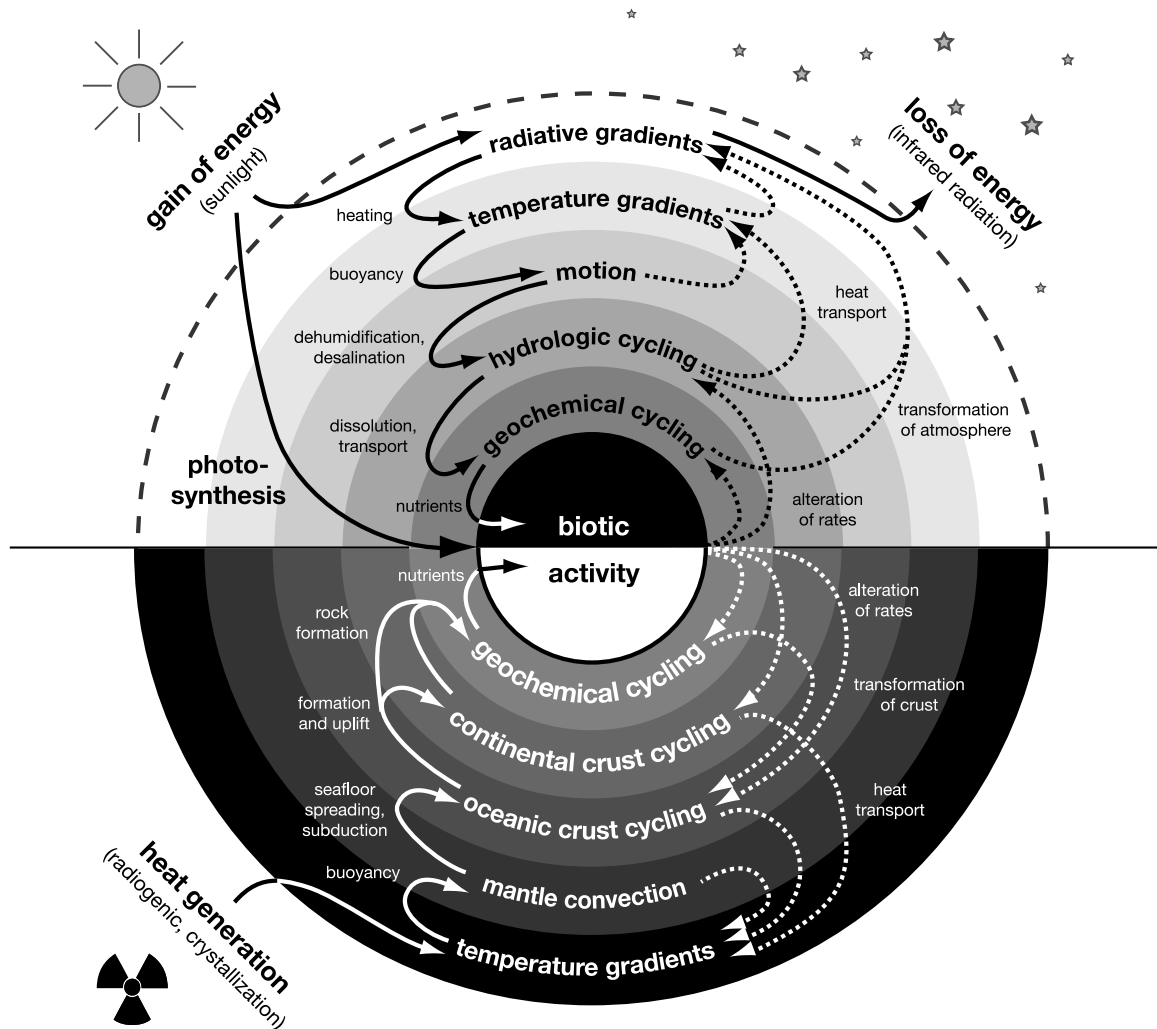 gain of energy
(sunlight)
radiative gradients
loss of energy
(infrared radiation)
heating
temperature gradients
buoyancy
motion
heat
transport
dehumidification,
desalination
hydrologic cycling
dissolution,
transport
geochemical cycling
transformation
of atmosphere
photo-
synthesis
nutrients
alteration
of rates
biotic
activity
nutrients
alteration
of rates
rock
formation
geochemical cycling
transformation
of crust
formation
and uplift
continental crust cycling
seafloor
spreading,
subduction
oceanic crust cycling
heat
transport
buoyancy
mantle convection
heat generation
(radiogenic, crystallization)
temperature gradients